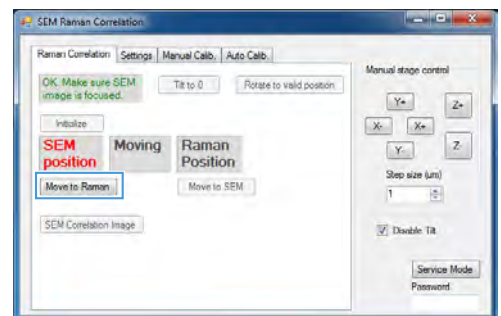 SEM Raman Correlation
Raman Correlation Settings Manual Calib. Auto Calib.
OK. Make sure SEM image is focused.
Tilt to 0
Rotate to valid position
Initialize
SEM position
Moving
Raman Position
Move to Raman
Move to SEM
SEM Correlation Image
Manual stage control
Y+
Z+
X-
X+
Y-
Z-
Step size (um)
1
Disable Tilt
Service Mode
Password